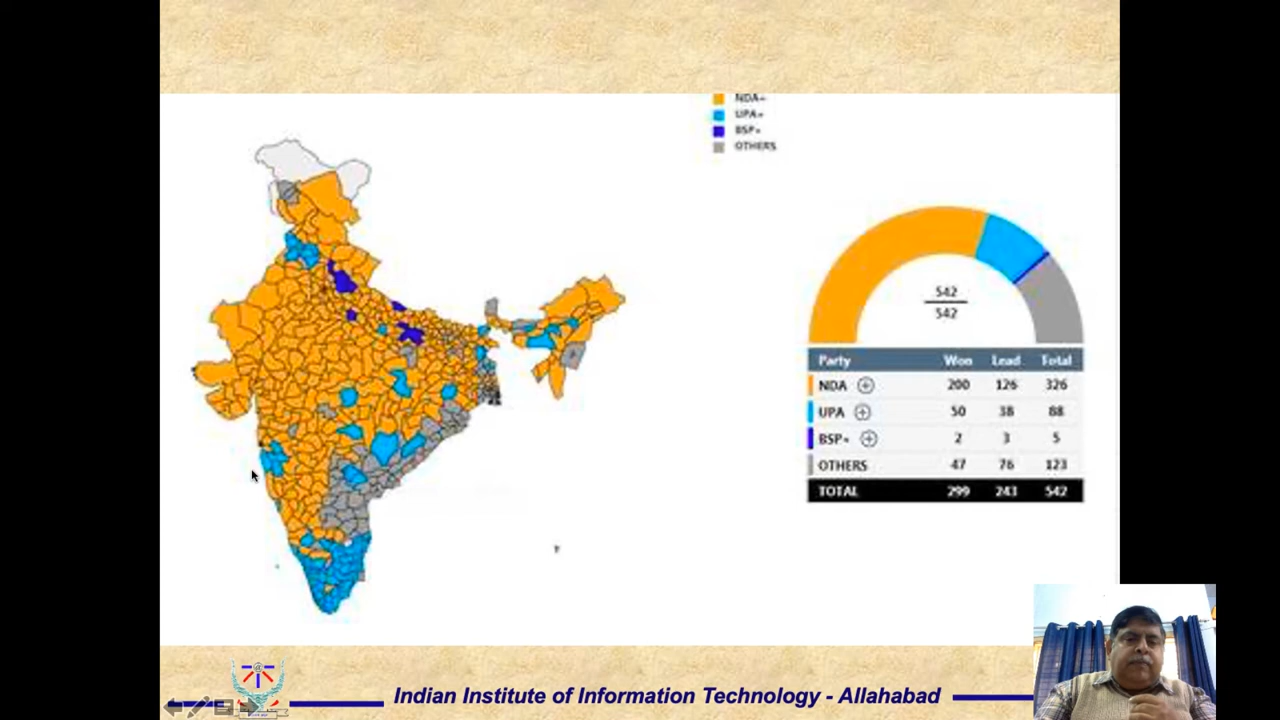 NDA+
UPA+
BSP+
OTHERS
542
542
Party Won Lead Total
NDA 200 126 326
UPA 50 38 88
BSP+ 2 3 5
OTHERS 47 76 123
TOTAL 299 243 542
Indian Institute of Information Technology - Allahabad